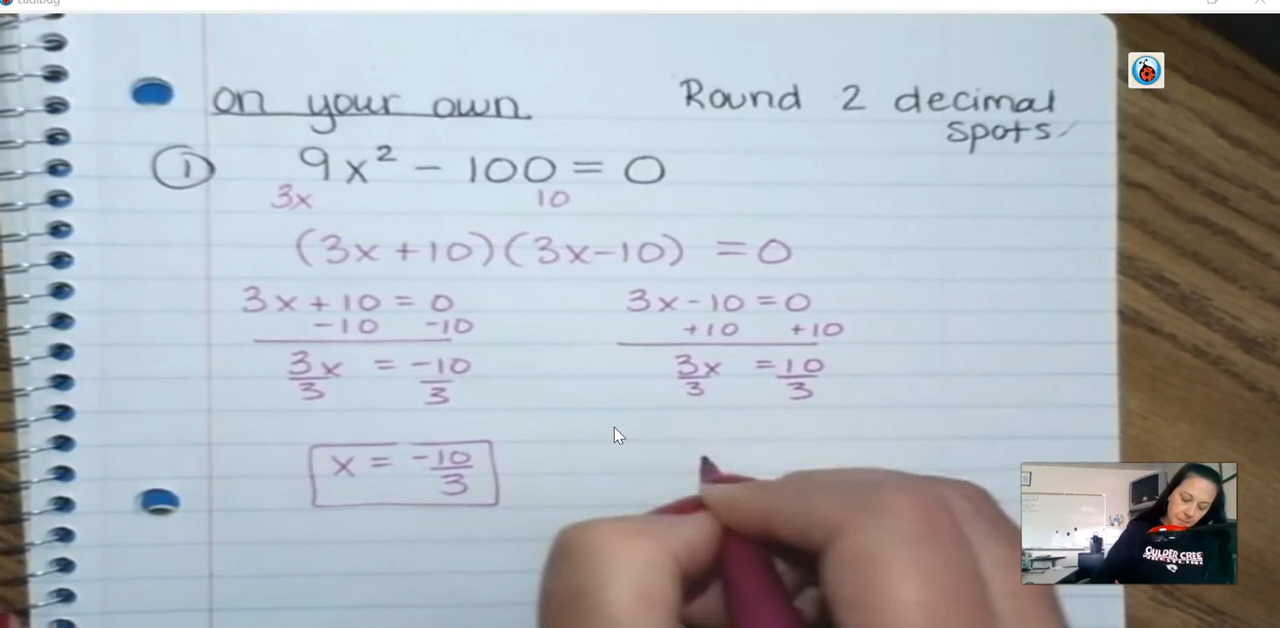 Ladibug
on your own
Round 2 decimal
spots
① 9x² - 100 = 0
3x 10
(3x+10)(3x-10) = 0
3x + 10 = 0 3x - 10 = 0
-10 -10 +10 +10
3x/3 = -10/3 3x/3 = 10/3
x = -10/3